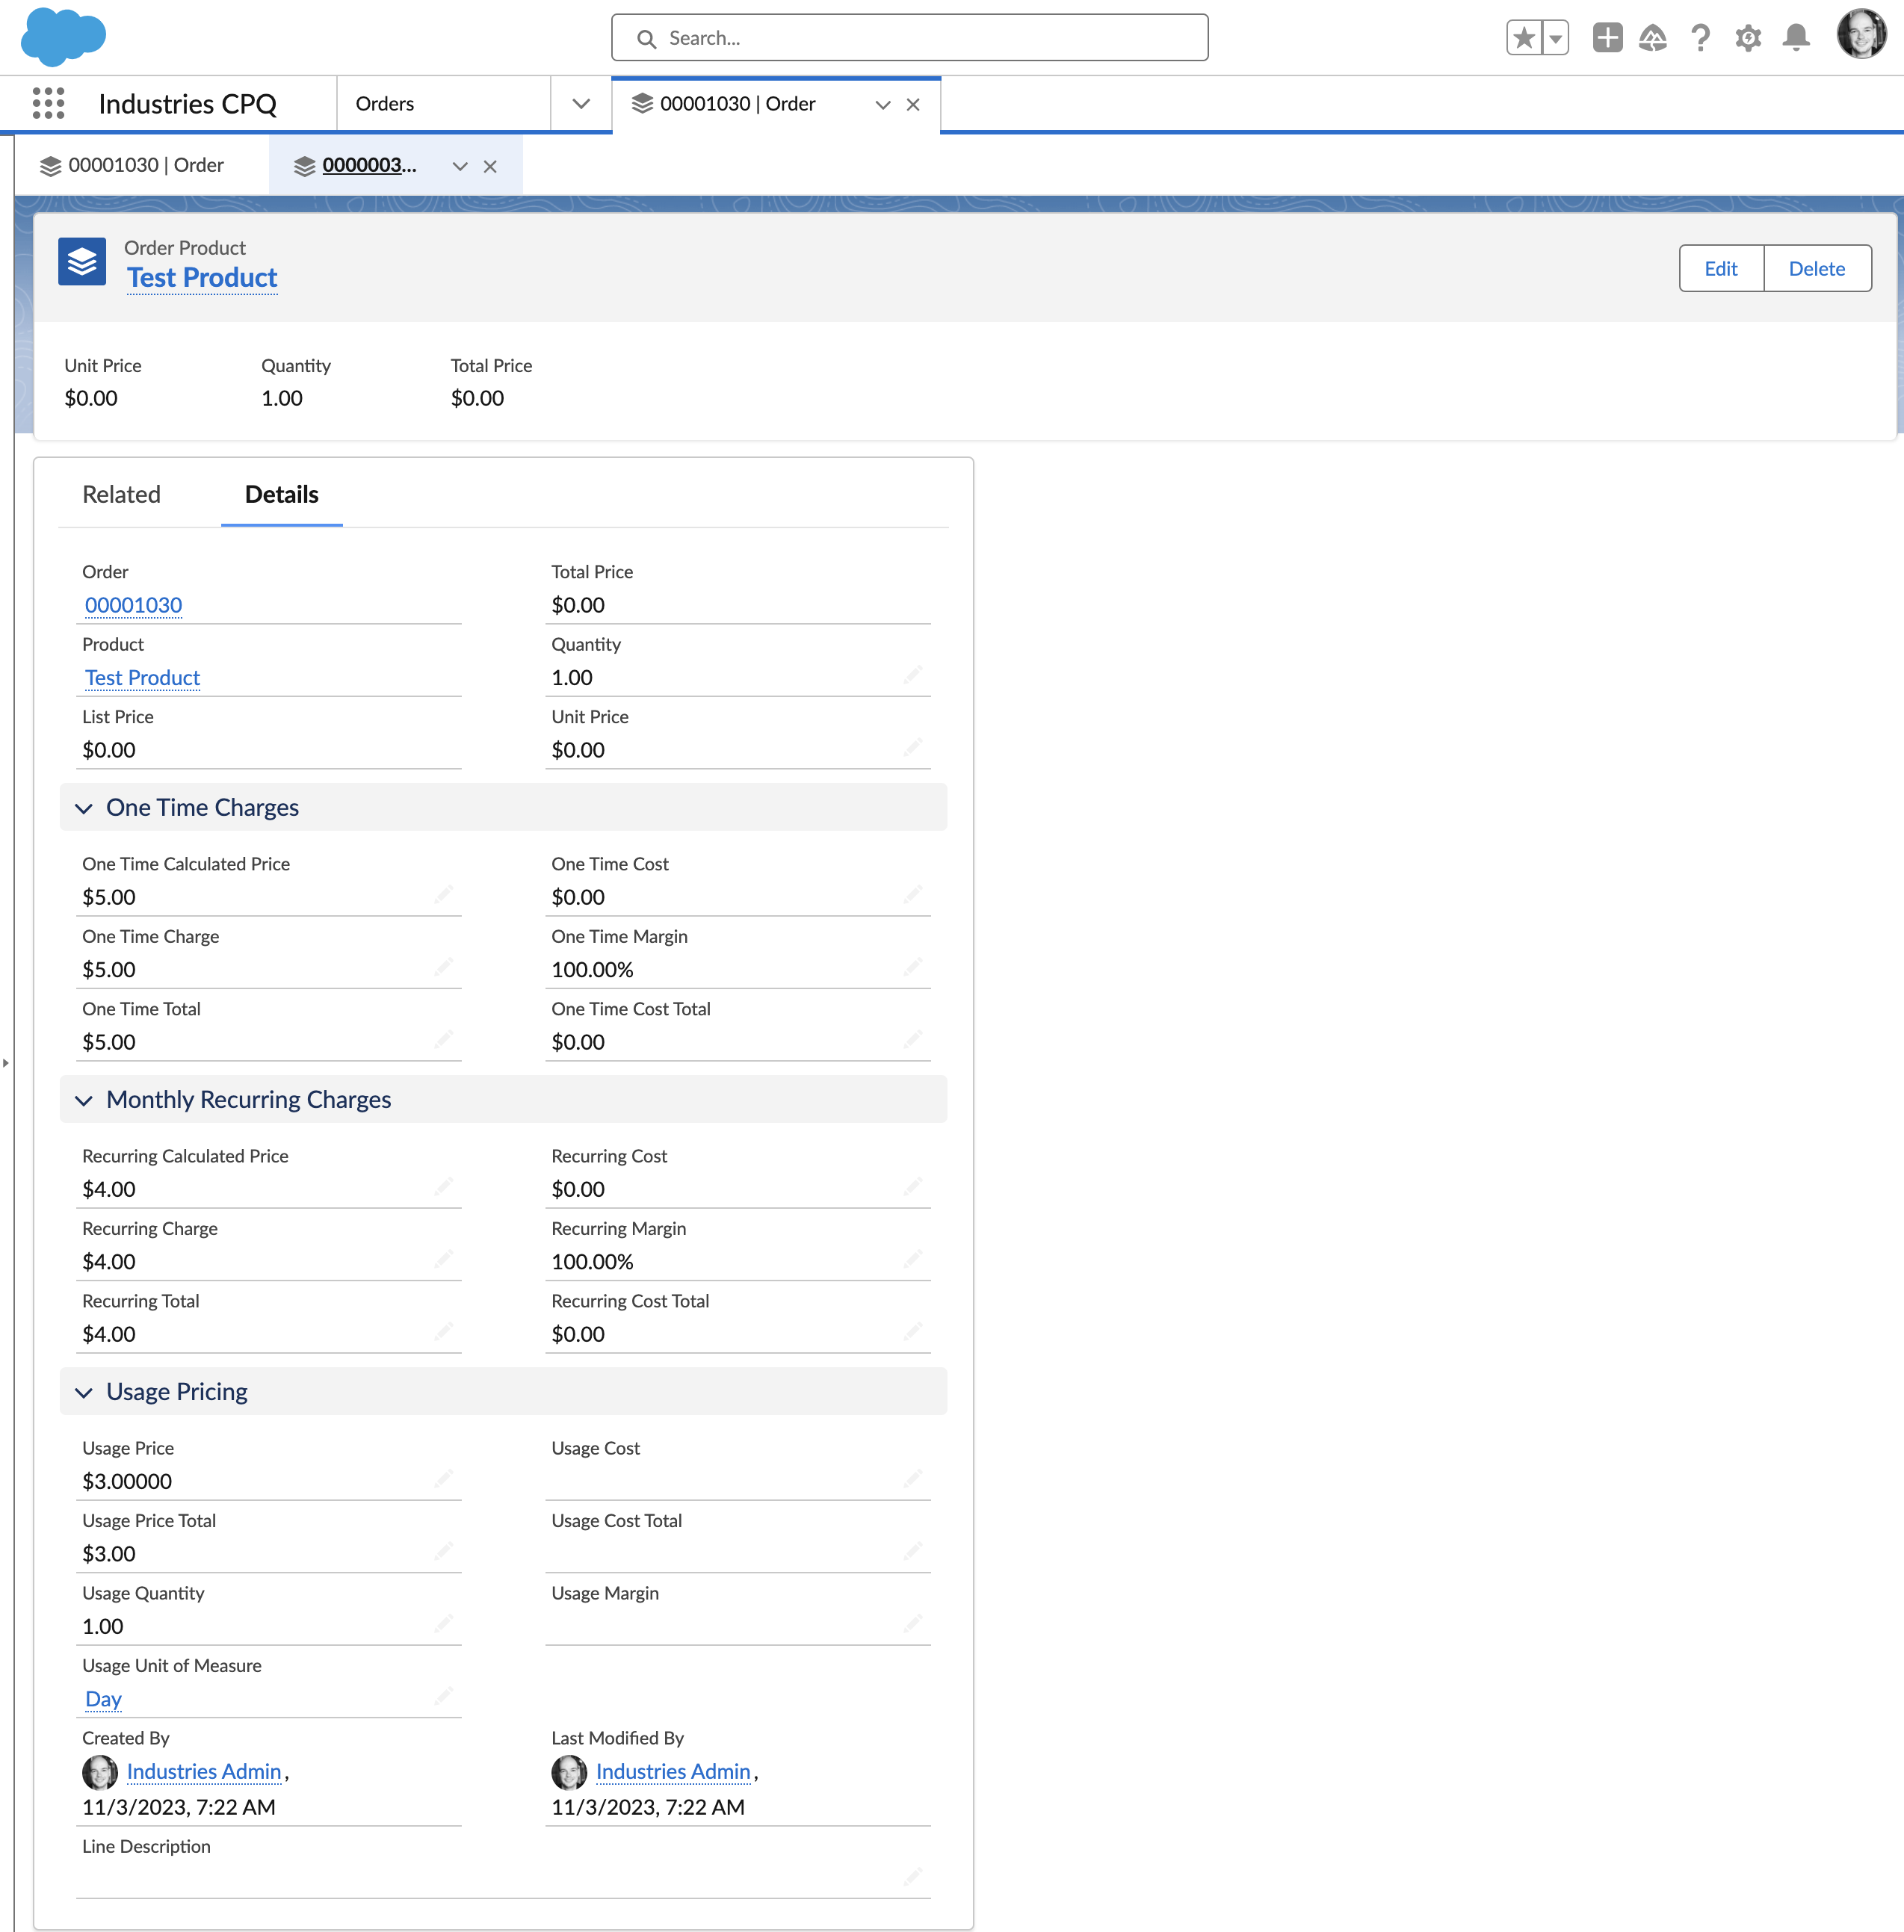 Search...
Industries CPQ
Orders
00001030 | Order
00001030 | Order
0000003...
Order Product
Test Product
Edit
Delete
Unit Price
Quantity
Total Price
$0.00
1.00
$0.00
Related
Details
Order
Total Price
00001030
$0.00
Product
Quantity
Test Product
1.00
List Price
Unit Price
$0.00
$0.00
One Time Charges
One Time Calculated Price
One Time Cost
$5.00
$0.00
One Time Charge
One Time Margin
$5.00
100.00%
One Time Total
One Time Cost Total
$5.00
$0.00
Monthly Recurring Charges
Recurring Calculated Price
Recurring Cost
$4.00
$0.00
Recurring Charge
Recurring Margin
$4.00
100.00%
Recurring Total
Recurring Cost Total
$4.00
$0.00
Usage Pricing
Usage Price
Usage Cost
$3.00000
Usage Price Total
Usage Cost Total
$3.00
Usage Quantity
Usage Margin
1.00
Usage Unit of Measure
Day
Created By
Last Modified By
Industries Admin,
Industries Admin,
11/3/2023, 7:22 AM
11/3/2023, 7:22 AM
Line Description